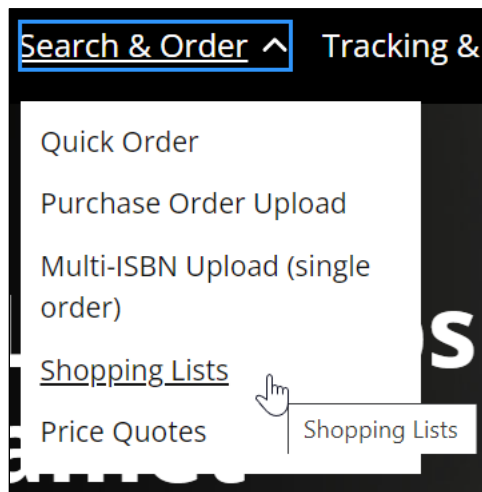 Search & Order Tracking &
Quick Order
Purchase Order Upload
Multi-ISBN Upload (single
order)
Shopping Lists
Price Quotes
Shopping Lists